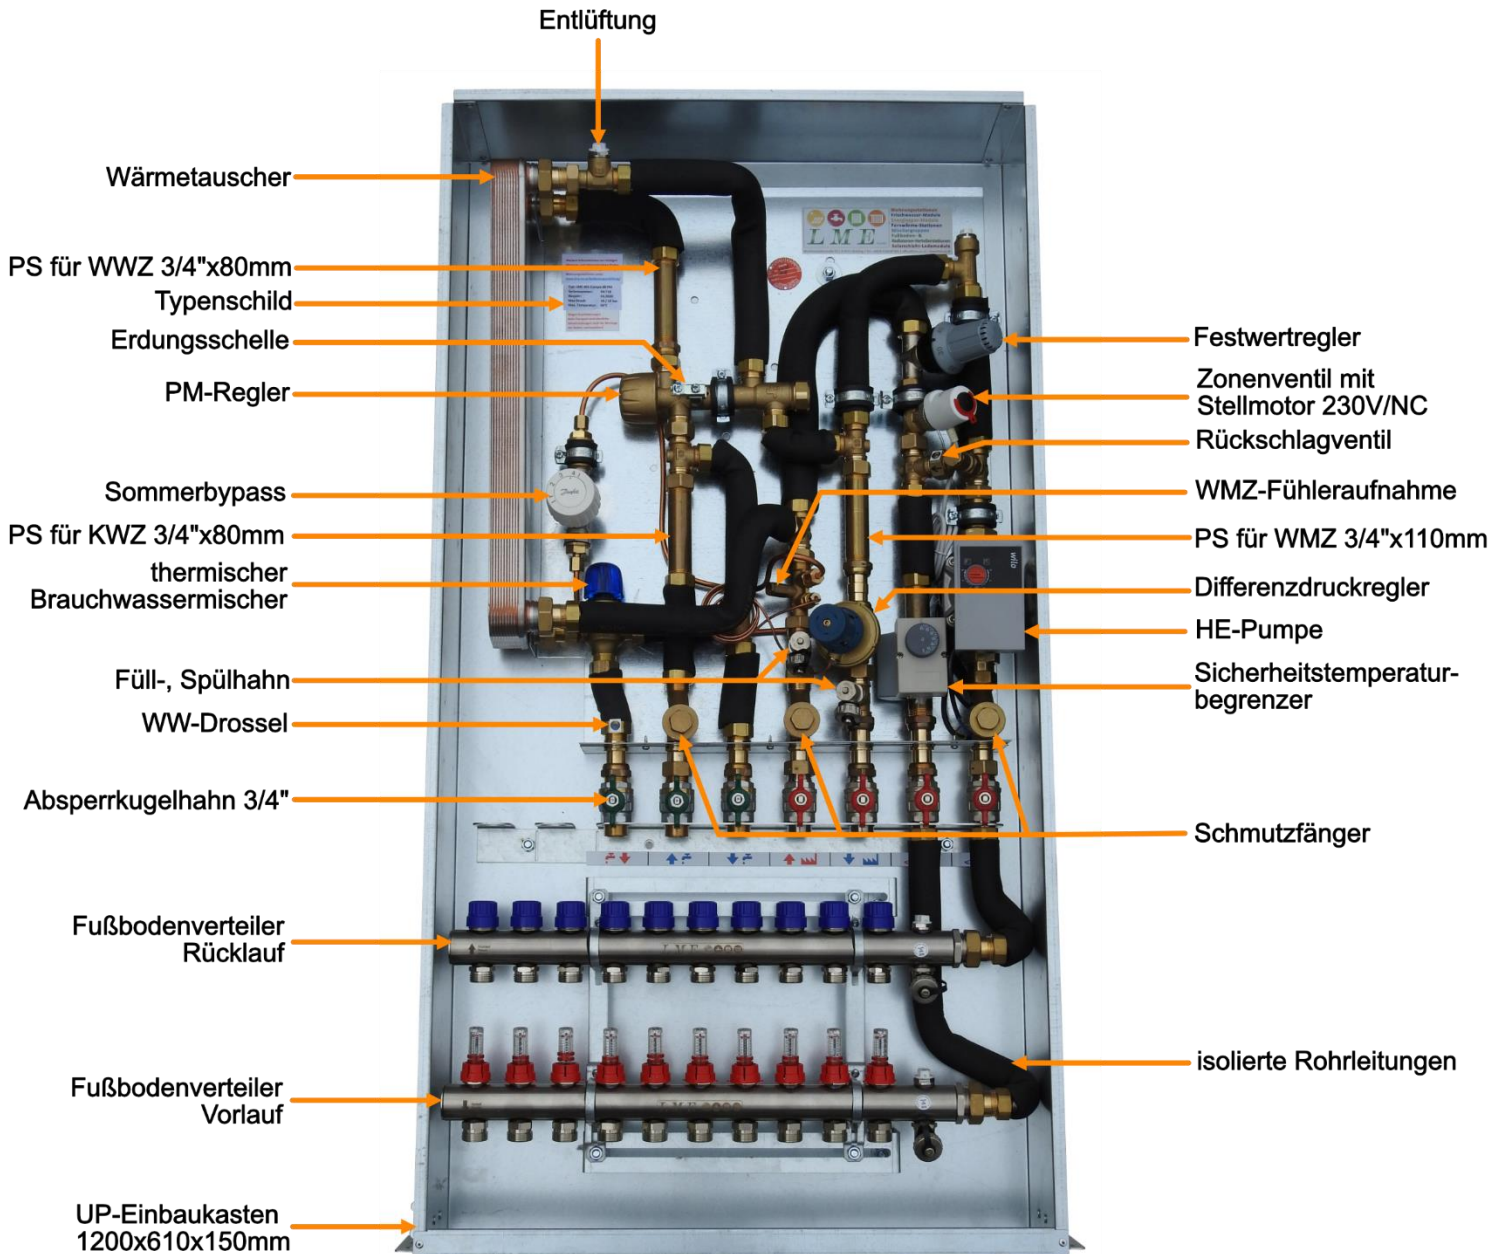 Entlüftung
Wärmetauscher
PS für WWZ 3/4"x80mm
Typenschild
Erdungsschelle
PM-Regler
Sommerbypass
PS für KWZ 3/4"x80mm
thermischer
Brauchwassermischer
Füll-, Spülhahn
WW-Drossel
Absperrkugelhahn 3/4"
Fußbodenverteiler
Rücklauf
Fußbodenverteiler
Vorlauf
UP-Einbaukasten
1200x610x150mm
LME
Festwertregler
Zonenventil mit
Stellmotor 230V/NC
Rückschlagventil
WMZ-Fühleraufnahme
PS für WMZ 3/4"x110mm
wilo
Differenzdruckregler
HE-Pumpe
Sicherheitstemperatur-
begrenzer
Schmutzfänger
isolierte Rohrleitungen
LME
LME